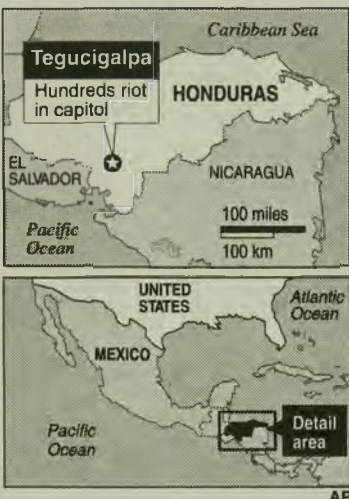 Caribbean Sea
Tegucigalpa
Hundreds riot
in capitol
HONDURAS
EL
SALVADOR
NICARAGUA
Pacific
Ocean
100 miles
100 km
UNITED
STATES
Atlantic
Ocean
MEXICO
Pacific
Ocean
Detail
area